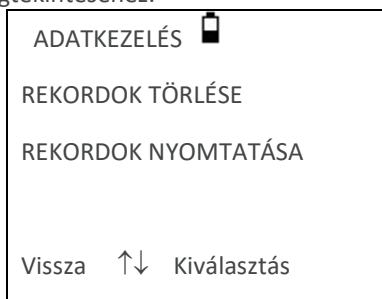 ADATKEZELÉS
REKORDOK TÖRLÉSE
REKORDOK NYOMTATÁSA
Vissza ↑↓ Kiválasztás